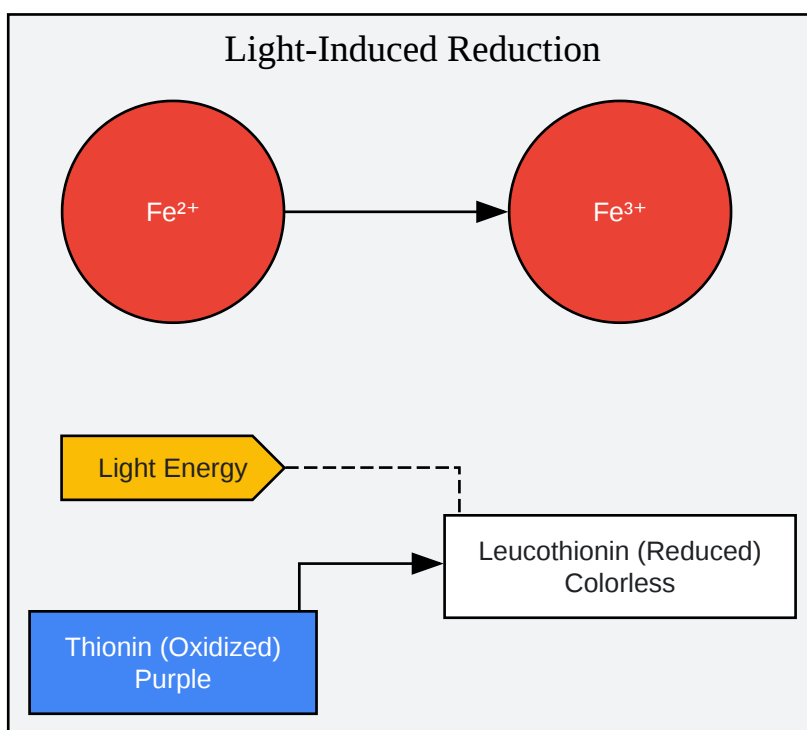 Light-Induced Reduction
Fe²⁺
Fe³⁺
Light Energy
Leucothionin (Reduced)
Colorless
Thionin (Oxidized)
Purple